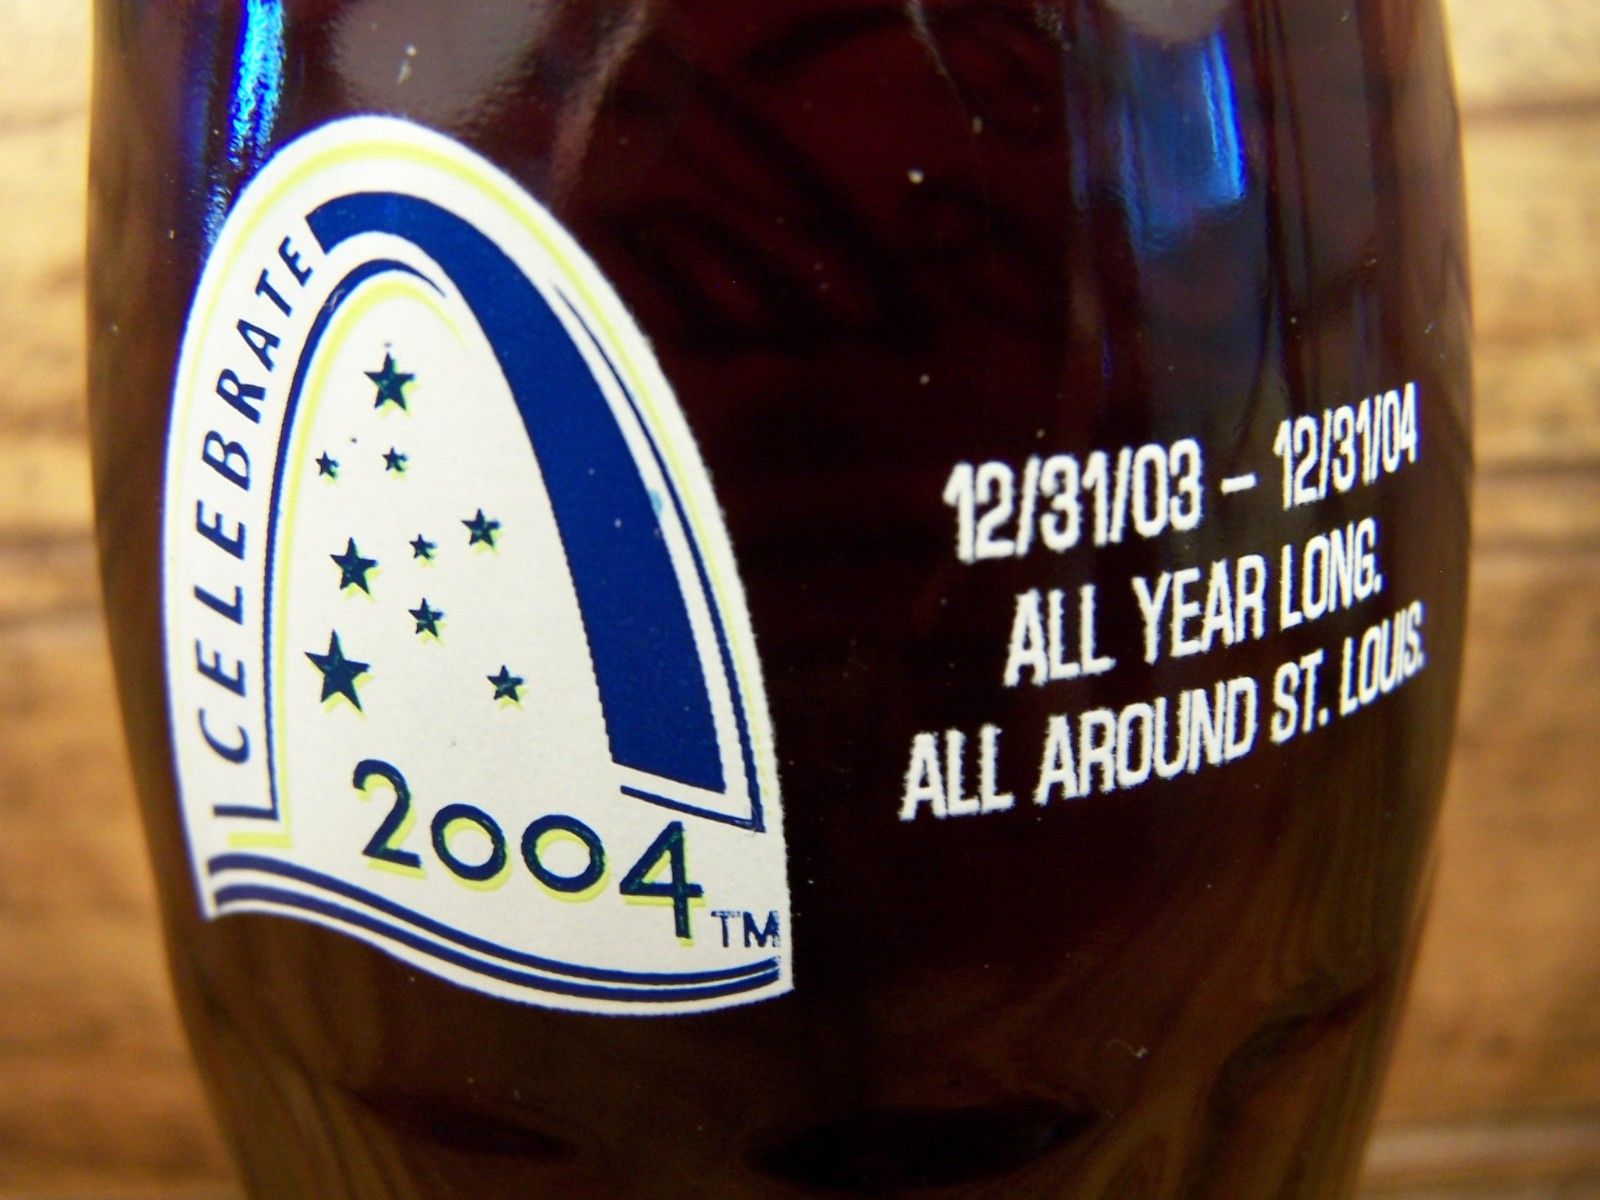 CELEBRATE
2004
TM
12/31/03 – 12/31/04
ALL YEAR LONG.
ALL AROUND ST. LOUIS.